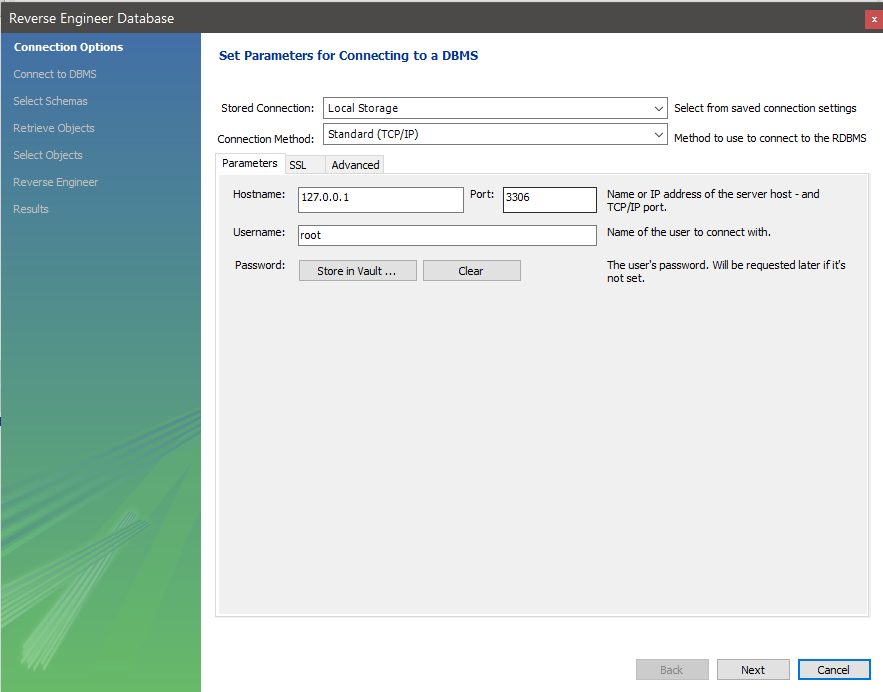 Reverse Engineer Database
x
Connection Options
Connect to DBMS
Select Schemas
Retrieve Objects
Select Objects
Reverse Engineer
Results
Set Parameters for Connecting to a DBMS
Stored Connection: Local Storage Select from saved connection settings
Connection Method: Standard (TCP/IP) Method to use to connect to the RDBMS
Parameters SSL Advanced
Hostname: 127.0.0.1 Port: 3306 Name or IP address of the server host - and
TCP/IP port.
Username: root Name of the user to connect with.
Password: Store in Vault ... Clear The user's password. Will be requested later if it's
not set.
Back Next Cancel